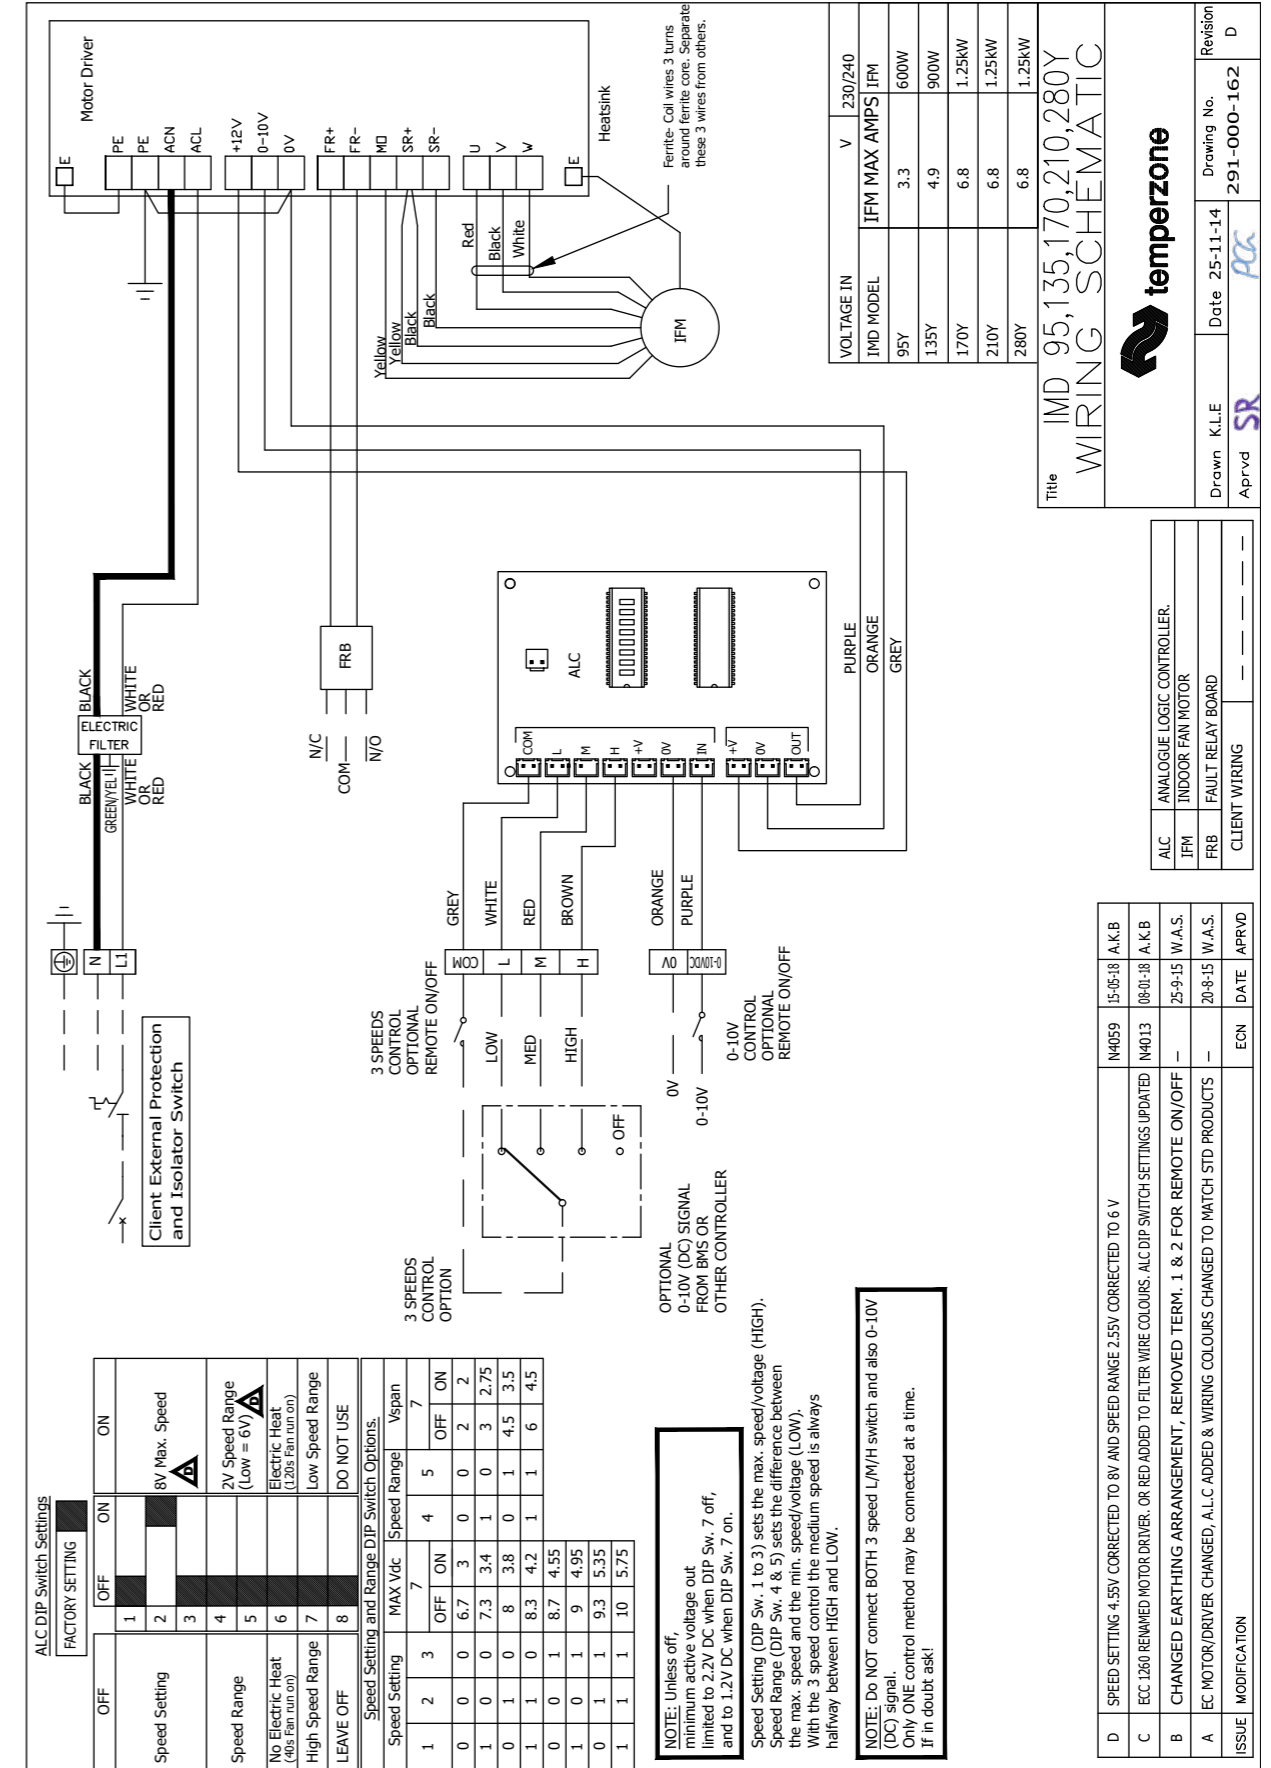 ALC DIP Switch Settings
FACTORY SETTING
OFF OFF ON ON
Speed Setting
1
2
3
8V Max. Speed
D
Speed Range
4
5
2V Speed Range
(Low = 6V)
D
No Electric Heat
(40s Fan run on)
6
Electric Heat
(120s Fan run on)
High Speed Range 7 Low Speed Range
LEAVE OFF 8 DO NOT USE
Speed Setting and Range DIP Switch Options.
Speed Setting MAX Vdc Speed Range Vspan
1 2 3 7 4 5 7
OFF ON OFF ON
0 0 0 6.7 3 0 0 2 2
1 0 0 7.3 3.4 1 0 3 2.75
0 1 0 8 3.8 0 1 4.5 3.5
1 1 0 8.3 4.2 1 1 6 4.5
0 0 1 8.7 4.55
1 0 1 9 4.95
0 1 1 9.3 5.35
1 1 1 10 5.75
NOTE: Unless off,
minimum active voltage out
limited to 2.2V DC when DIP Sw. 7 off,
and to 1.2V DC when DIP Sw. 7 on.
Speed Setting (DIP Sw. 1 to 3) sets the max. speed/voltage (HIGH).
Speed Range (DIP Sw. 4 & 5) sets the difference between
the max. speed and the min. speed/voltage (LOW).
With the 3 speed control the medium speed is always
halfway between HIGH and LOW.
NOTE: Do NOT connect BOTH 3 speed L/M/H switch and also 0-10V
(DC) signal.
Only ONE control method may be connected at a time.
If in doubt ask!
Client External Protection
and Isolator Switch
N
L1
BLACK
GREEN/YEL
WHITE
OR
RED
ELECTRIC
FILTER
BLACK
WHITE
OR
RED
N/C
COM
N/O
FRB
3 SPEEDS
CONTROL
OPTION
3 SPEEDS
CONTROL
OPTIONAL
REMOTE ON/OFF
LOW
MED
HIGH
OFF
COM
L
M
H
GREY
WHITE
RED
BROWN
OPTIONAL
0-10V (DC) SIGNAL
FROM BMS OR
OTHER CONTROLLER
0V
0-10V
0-10V
CONTROL
OPTIONAL
REMOTE ON/OFF
0V
0-10VDC
ORANGE
PURPLE
COM
L
M
H
+V
0V
IN
+V
0V
OUT
ALC
PURPLE
ORANGE
GREY
Motor Driver
E
PE
PE
ACN
ACL
+12V
0-10V
0V
FR+
FR-
SR+
SR-
U
V
W
E
Heatsink
Yellow
Yellow
Black
Black
Red
Black
White
IFM
Ferrite- Coil wires 3 turns
around ferrite core. Separate
these 3 wires from others.
VOLTAGE IN V 230/240
IMD MODEL IFM MAX AMPS IFM
95Y 3.3 600W
135Y 4.9 900W
170Y 6.8 1.25kW
210Y 6.8 1.25kW
280Y 6.8 1.25kW
D SPEED SETTING 4.55V CORRECTED TO 8V AND SPEED RANGE 2.55V CORRECTED TO 6 V N4059 15-05-18 A.K.B
C ECC 1260 RENAMED MOTOR DRIVER. OR RED ADDED TO FILTER WIRE COLOURS. ALC DIP SWITCH SETTINGS UPDATED N4013 08-01-18 A.K.B
B CHANGED EARTHING ARRANGEMENT, REMOVED TERM. 1 & 2 FOR REMOTE ON/OFF — 25-9-15 W.A.S.
A EC MOTOR/DRIVER CHANGED, A.L.C ADDED & WIRING COLOURS CHANGED TO MATCH STD PRODUCTS — 20-8-15 W.A.S.
ISSUE MODIFICATION ECN DATE APRVD
ALC ANALOGUE LOGIC CONTROLLER.
IFM INDOOR FAN MOTOR
FRB FAULT RELAY BOARD
CLIENT WIRING
Title
IMD 95,135,170,210,280Y
WIRING SCHEMATIC
temperzone
Drawn K.L.E Date 25-11-14 Drawing No. Revision
291-000-162 D
Aprvd SR PCG